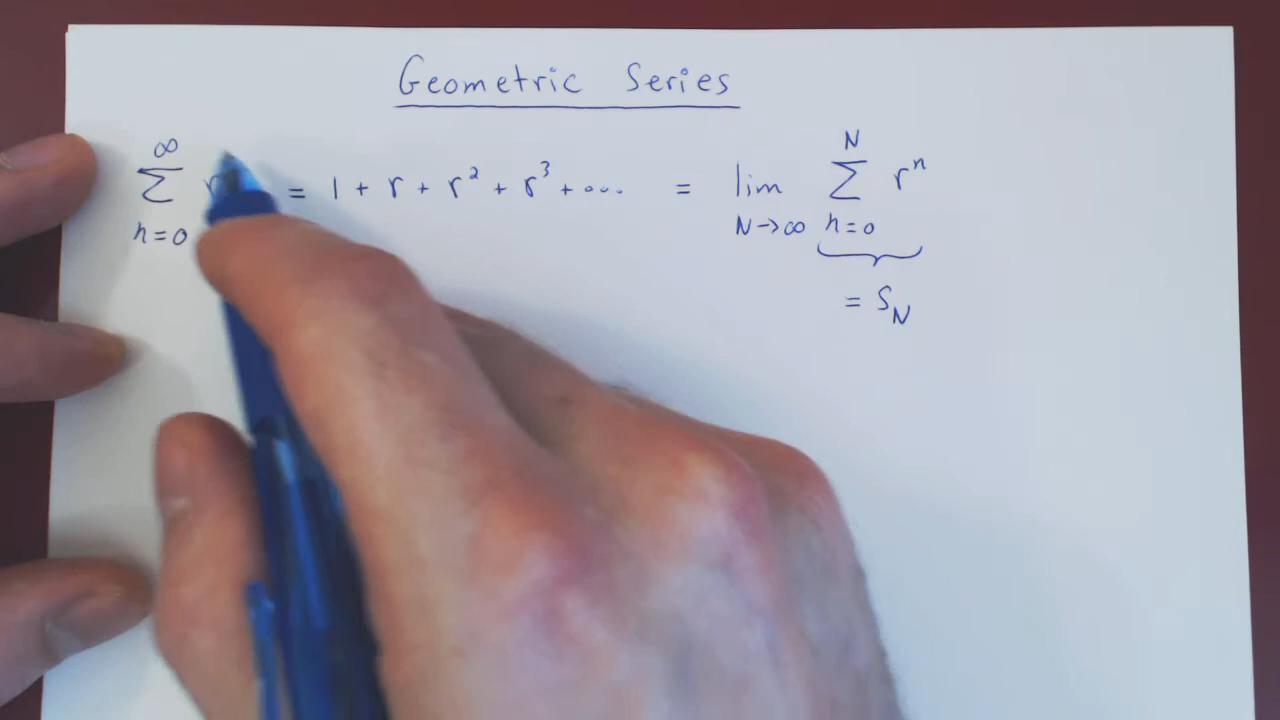 Geometric Series
∞ ∑ n=0 r = 1 + r + r² + r³ + ... = lim N→∞ N ∑ n=0 rⁿ
= S_N